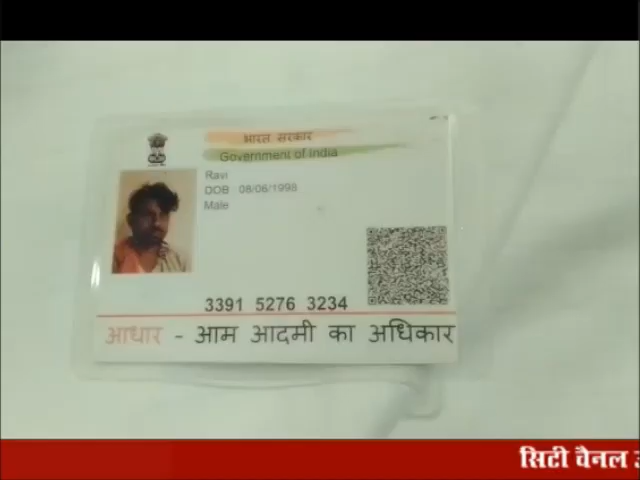 भारत सरकार
Government of India
Ravi
DOB 08/06/1998
Male
3391 5276 3234
आधार - आम आदमी का अधिकार
सिटी चैनल